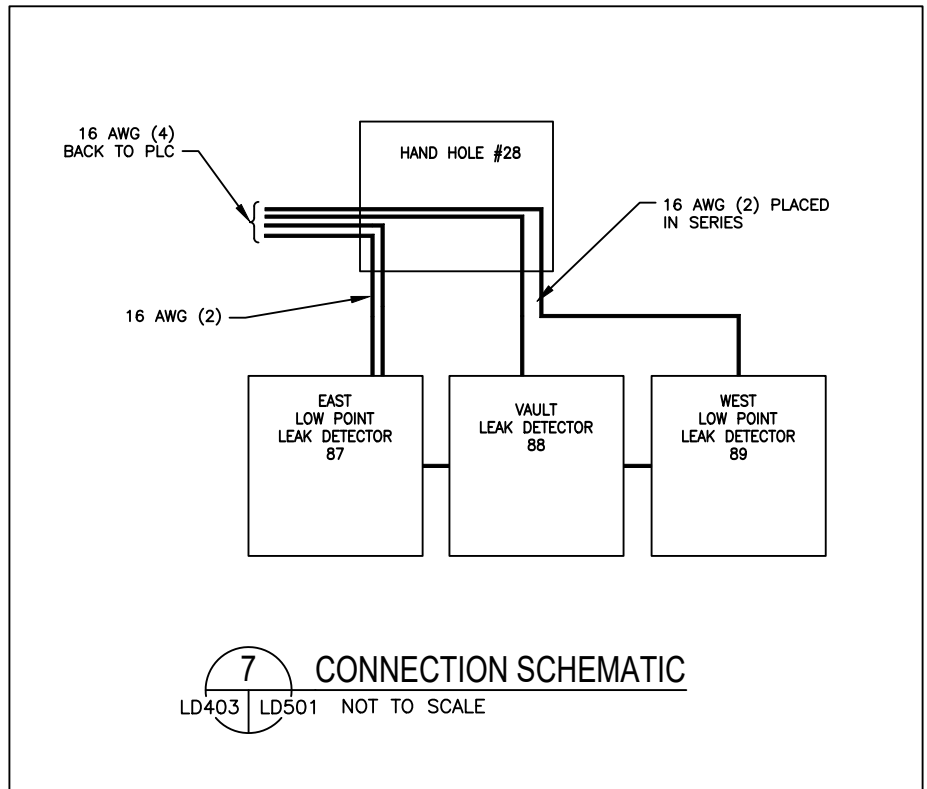 16 AWG (4)
BACK TO PLC
HAND HOLE #28
16 AWG (2) PLACED
IN SERIES
16 AWG (2)
EAST
LOW POINT
LEAK DETECTOR
87
VAULT
LEAK DETECTOR
88
WEST
LOW POINT
LEAK DETECTOR
89
7
CONNECTION SCHEMATIC
LD403
LD501
NOT TO SCALE